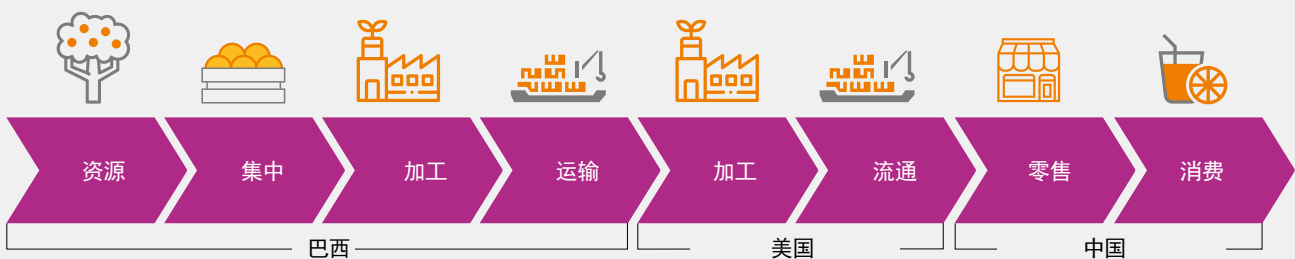 资源
集中
加工
运输
加工
流通
零售
消费
巴西
美国
中国